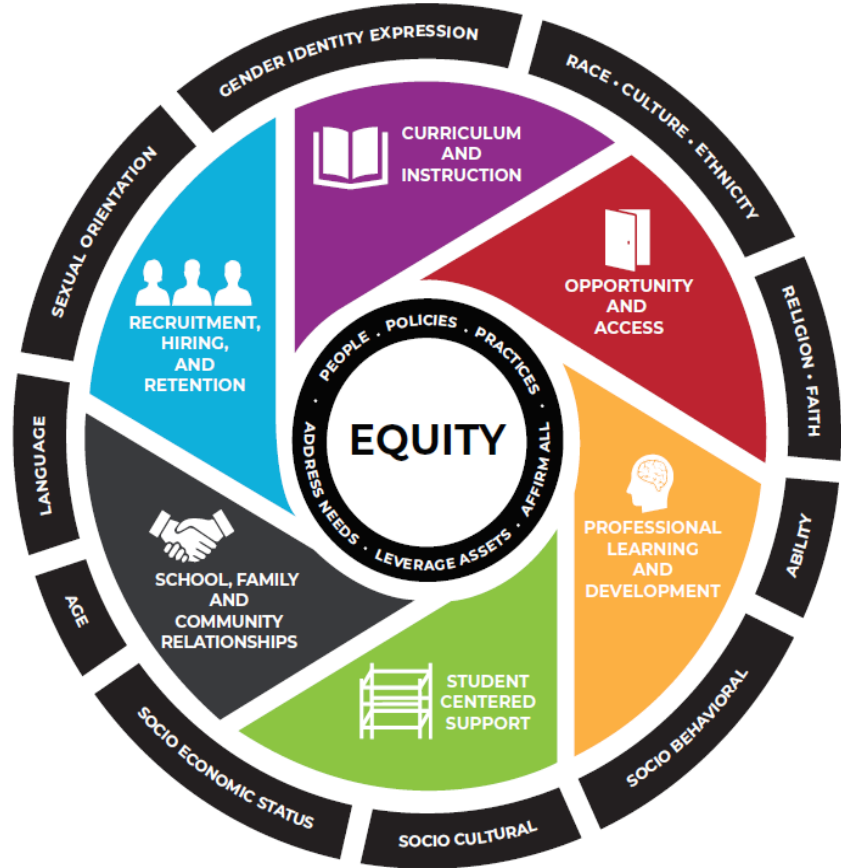 GENDER IDENTITY EXPRESSION
RACE • CULTURE • ETHNICITY
RELIGION • FAITH
ABILITY
SOCIO BEHAVIORAL
SOCIO CULTURAL
SOCIO ECONOMIC STATUS
AGE
LANGUAGE
SEXUAL ORIENTATION
CURRICULUM
AND
INSTRUCTION
OPPORTUNITY
AND
ACCESS
PROFESSIONAL
LEARNING
AND
DEVELOPMENT
STUDENT
CENTERED
SUPPORT
SCHOOL, FAMILY
AND
COMMUNITY
RELATIONSHIPS
RECRUITMENT,
HIRING,
AND
RETENTION
• PEOPLE . POLICIES . PRACTICES •
ADDRESS NEEDS • LEVERAGE ASSETS • AFFIRM ALL
EQUITY